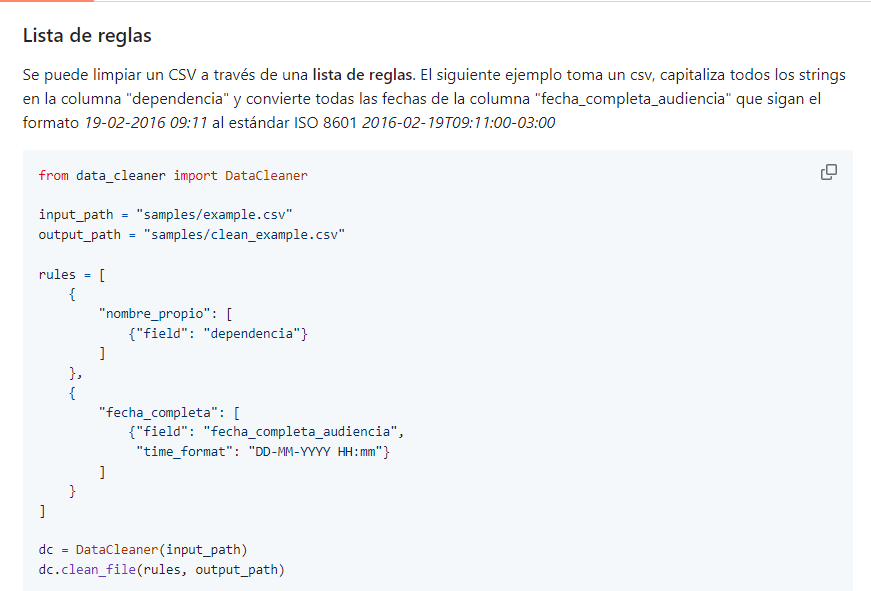 Lista de reglas
Se puede limpiar un CSV a través de una lista de reglas. El siguiente ejemplo toma un csv, capitaliza todos los strings
en la columna "dependencia" y convierte todas las fechas de la columna "fecha_completa_audiencia" que sigan el
formato 19-02-2016 09:11 al estándar ISO 8601 2016-02-19T09:11:00-03:00
from data_cleaner import DataCleaner
input_path = "samples/example.csv"
output_path = "samples/clean_example.csv"
rules = [
    {
        "nombre_propio": [
            {"field": "dependencia"}
        ]
    },
    {
        "fecha_completa": [
            {"field": "fecha_completa_audiencia",
             "time_format": "DD-MM-YYYY HH:mm"}
        ]
    }
]
dc = DataCleaner(input_path)
dc.clean_file(rules, output_path)